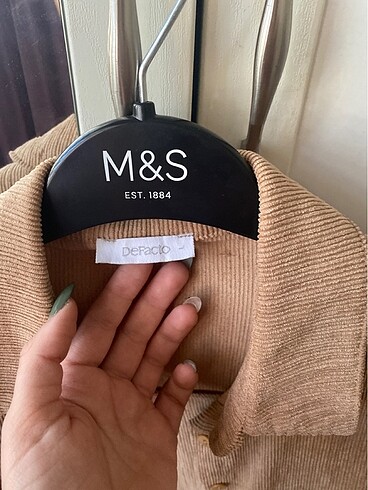 M&S
EST. 1884
DeFacto
L